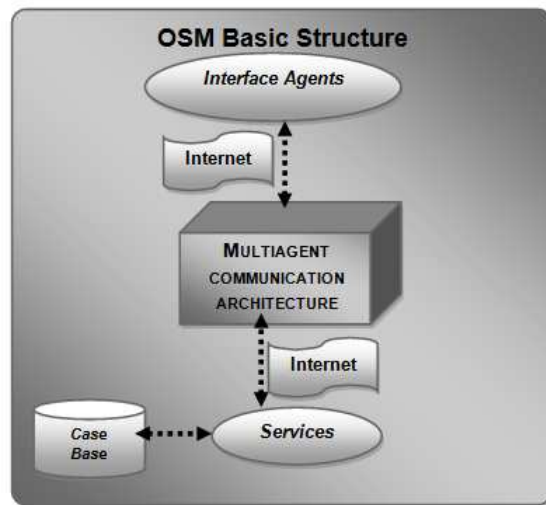 OSM Basic Structure
Interface Agents
Internet
MULTIAGENT
COMMUNICATION
ARCHITECTURE
Internet
Case
Base
Services